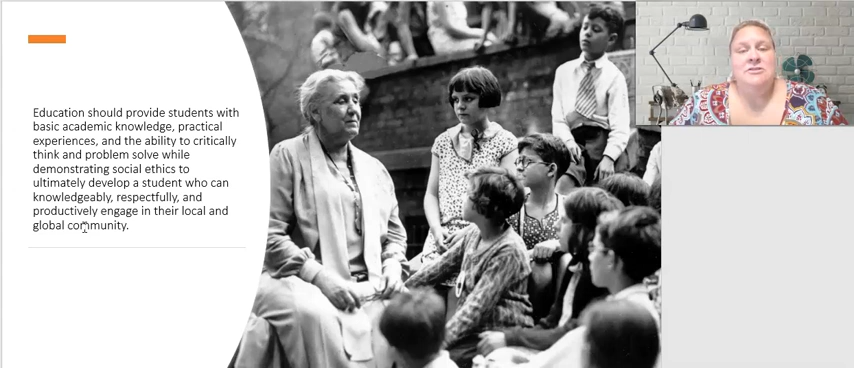 Education should provide students with
basic academic knowledge, practical
experiences, and the ability to critically
think and problem solve while
demonstrating social ethics to
ultimately develop a student who can
knowledgeably, respectfully, and
productively engage in their local and
global community.